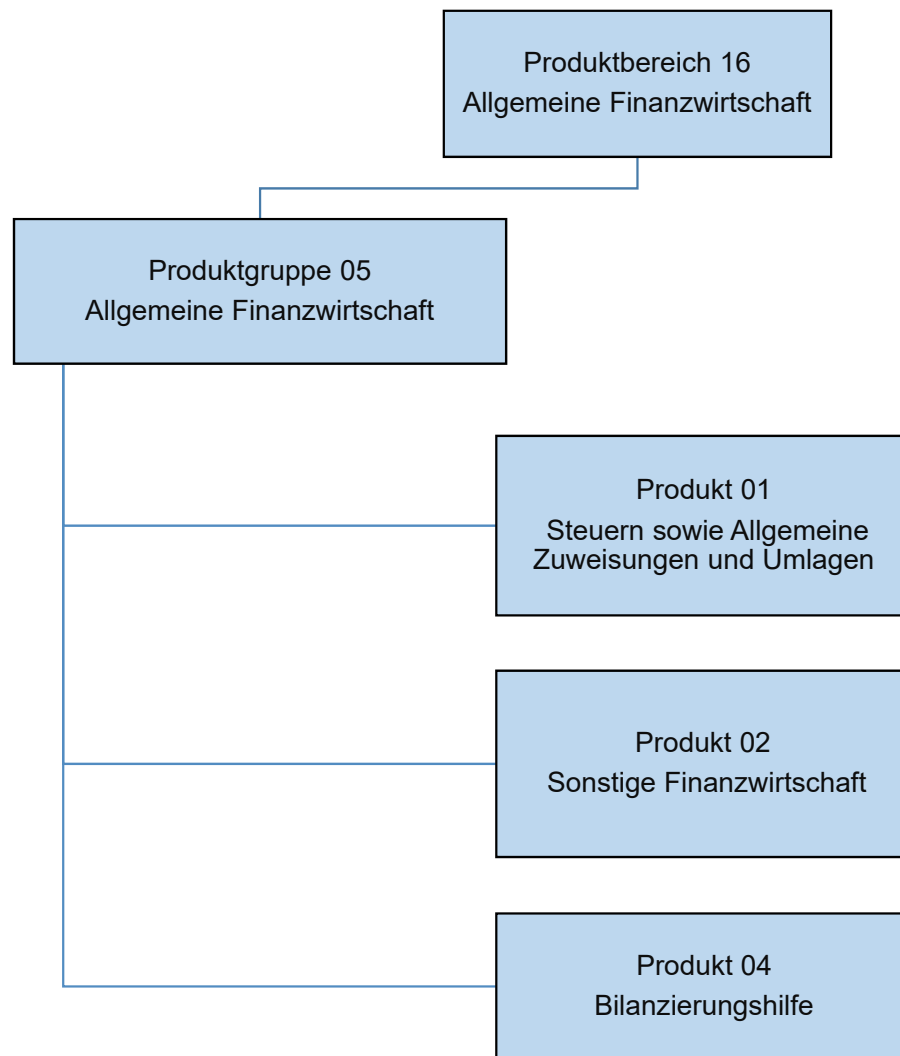 Produktbereich 16
Allgemeine Finanzwirtschaft
Produktgruppe 05
Allgemeine Finanzwirtschaft
Produkt 01
Steuern sowie Allgemeine
Zuweisungen und Umlagen
Produkt 02
Sonstige Finanzwirtschaft
Produkt 04
Bilanzierungshilfe